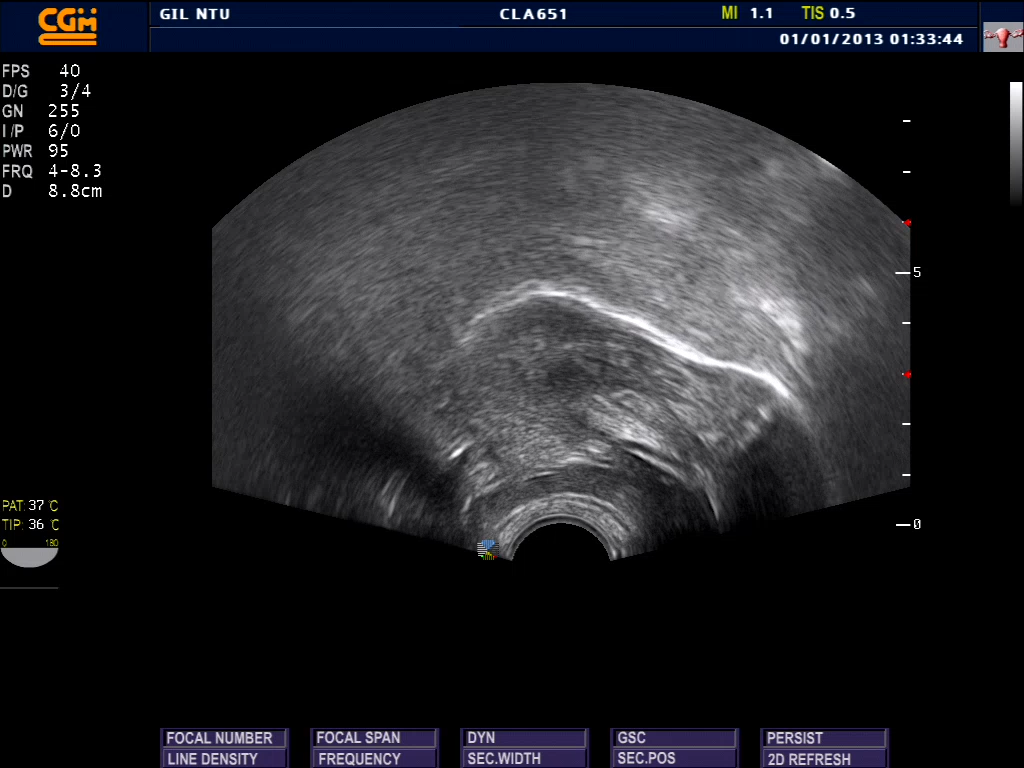 CGM
GIL NTU CLA651 MI 1.1 TIS 0.5
01/01/2013 01:33:44
FPS 40
D/G 3/4
GN 255
I/P 6/0
PWR 95
FRQ 4-8.3
D 8.8cm
5
PAT: 37 °C
TIP: 36 °C
0 180
0
FOCAL NUMBER FOCAL SPAN DYN GSC PERSIST
LINE DENSITY FREQUENCY SEC.WIDTH SEC.POS 2D REFRESH